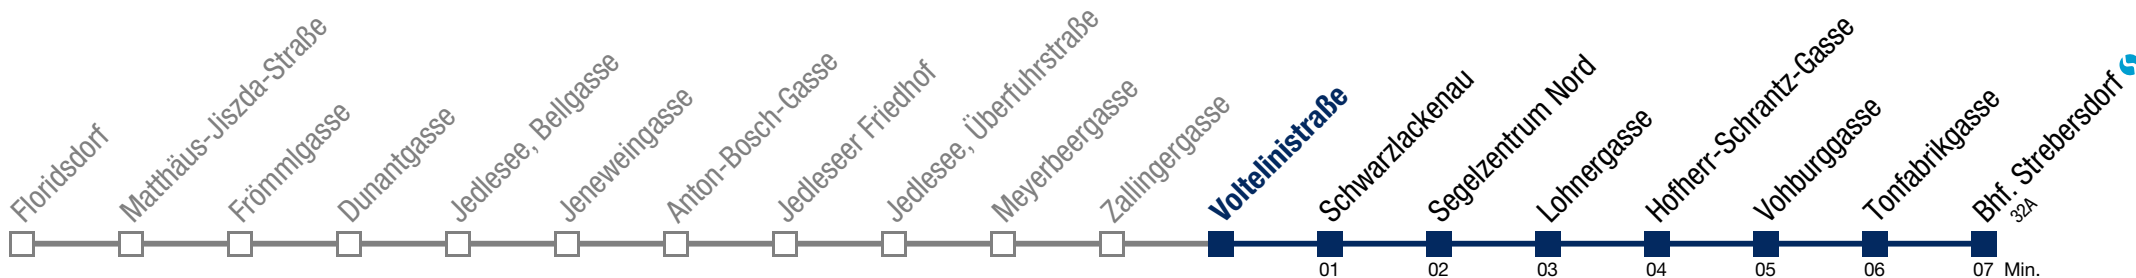 Floridsdorf
Matthäus-Jiszda-Straße
Frömmlgasse
Dunantgasse
Jedlesee, Bellgasse
Jeneweingasse
Anton-Bosch-Gasse
Jedleseer Friedhof
Jedlesee, Überfuhrstraße
Meyerbeergasse
Zallingergasse
Voltelinistraße
Schwarzlackenau
Segelzentrum Nord
Lohnergasse
Hofherr-Schrantz-Gasse
Vohburggasse
Tonfabrikgasse
Bhf. Strebersdorf
32A
01 02 03 04 05 06 07 Min.